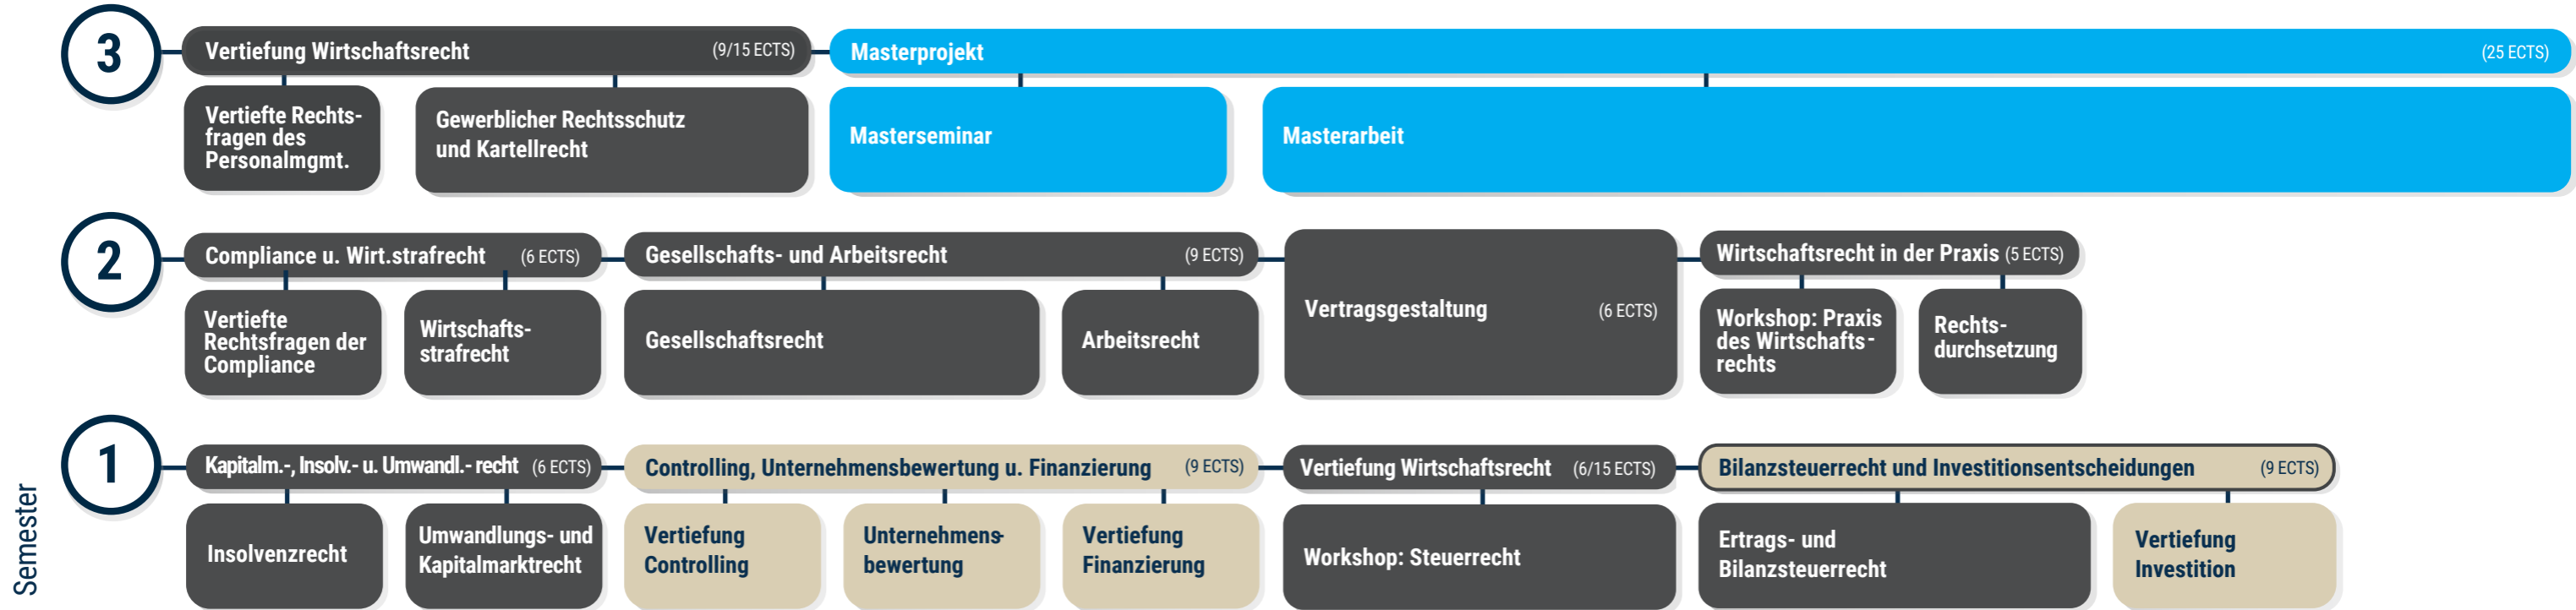 3
Vertiefung Wirtschaftsrecht (9/15 ECTS)
Masterprojekt (25 ECTS)
Vertiefte Rechts-
fragen des
Personalmgmt.
Gewerblicher Rechtsschutz
und Kartellrecht
Masterseminar
Masterarbeit
2
Compliance u. Wirt.strafrecht (6 ECTS)
Gesellschafts- und Arbeitsrecht (9 ECTS)
Vertragsgestaltung (6 ECTS)
Wirtschaftsrecht in der Praxis (5 ECTS)
Vertiefte
Rechtsfragen der
Compliance
Wirtschafts-
strafrecht
Gesellschaftsrecht
Arbeitsrecht
Workshop: Praxis
des Wirtschafts-
rechts
Rechts-
durchsetzung
Semester
1
Kapitalm.-, Insolv.- u. Umwandl.- recht (6 ECTS)
Controlling, Unternehmensbewertung u. Finanzierung (9 ECTS)
Vertiefung Wirtschaftsrecht (6/15 ECTS)
Bilanzsteuerrecht und Investitionsentscheidungen (9 ECTS)
Insolvenzrecht
Umwandlungs- und
Kapitalmarktrecht
Vertiefung
Controlling
Unternehmens-
bewertung
Vertiefung
Finanzierung
Workshop: Steuerrecht
Ertrags- und
Bilanzsteuerrecht
Vertiefung
Investition